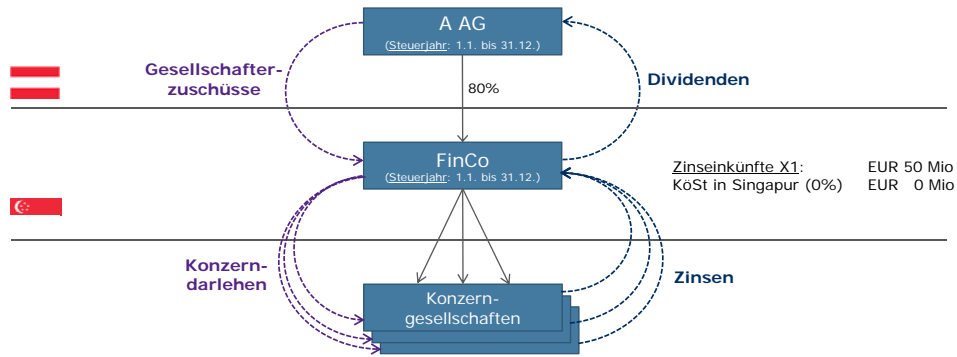 A AG
(Steuerjahr: 1.1. bis 31.12.)
Gesellschafter-
zuschüsse
Dividenden
80%
FinCo
(Steuerjahr: 1.1. bis 31.12.)
Zinseinkünfte X1: EUR 50 Mio
KöSt in Singapur (0%) EUR 0 Mio
Konzern-
darlehen
Zinsen
Konzern-
gesellschaften